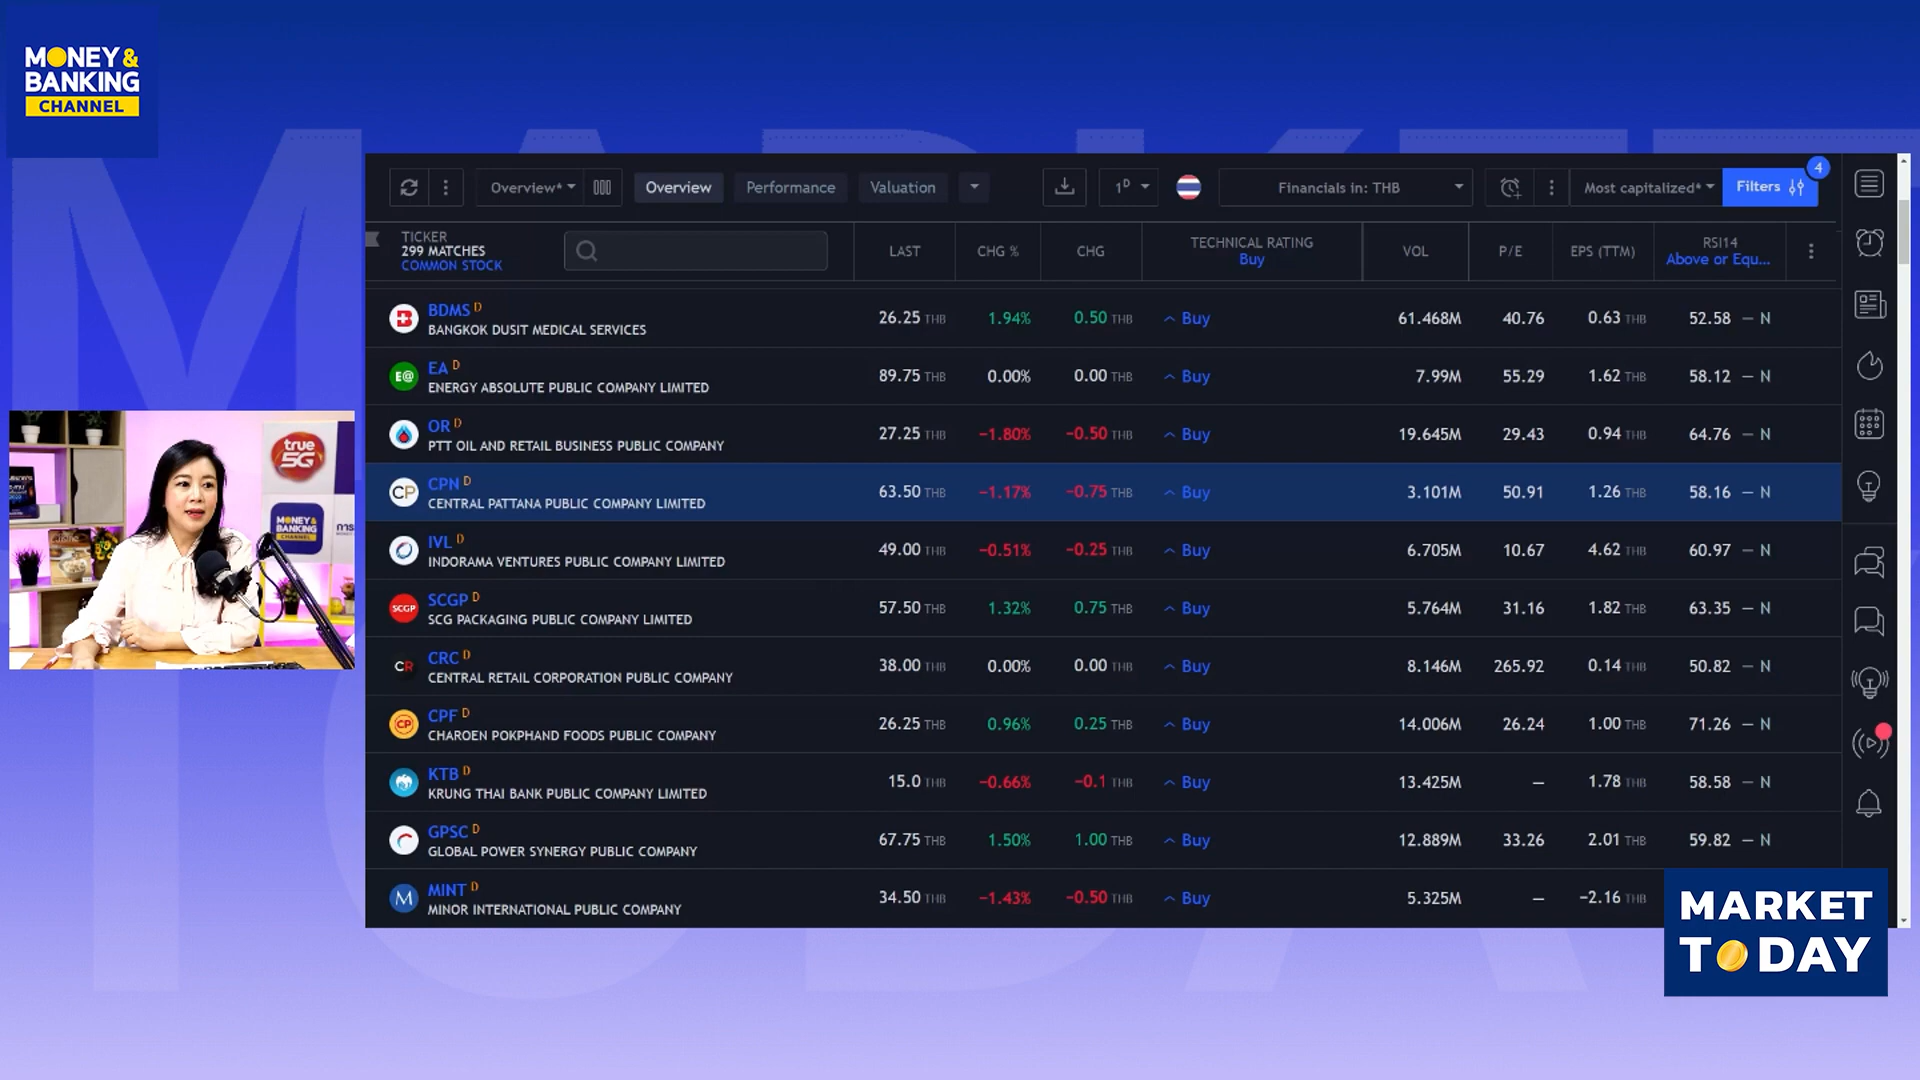 MONEY &
BANKING
CHANNEL
Overview*
Overview
Performance
Valuation
1D
Financials in: THB
Most capitalized*
Filters
4
TICKER
299 MATCHES
COMMON STOCK
LAST
CHG %
CHG
TECHNICAL RATING
Buy
VOL
P/E
EPS (TTM)
RSI14
Above or Equ...
BDMS D
BANGKOK DUSIT MEDICAL SERVICES
26.25 THB 1.94% 0.50 THB Buy 61.468M 40.76 0.63 THB 52.58 – N
EA D
ENERGY ABSOLUTE PUBLIC COMPANY LIMITED
89.75 THB 0.00% 0.00 THB Buy 7.99M 55.29 1.62 THB 58.12 – N
OR D
PTT OIL AND RETAIL BUSINESS PUBLIC COMPANY
27.25 THB −1.80% −0.50 THB Buy 19.645M 29.43 0.94 THB 64.76 – N
CPN D
CENTRAL PATTANA PUBLIC COMPANY LIMITED
63.50 THB −1.17% −0.75 THB Buy 3.101M 50.91 1.26 THB 58.16 – N
IVL D
INDORAMA VENTURES PUBLIC COMPANY LIMITED
49.00 THB −0.51% −0.25 THB Buy 6.705M 10.67 4.62 THB 60.97 – N
SCGP D
SCG PACKAGING PUBLIC COMPANY LIMITED
57.50 THB 1.32% 0.75 THB Buy 5.764M 31.16 1.82 THB 63.35 – N
CRC D
CENTRAL RETAIL CORPORATION PUBLIC COMPANY
38.00 THB 0.00% 0.00 THB Buy 8.146M 265.92 0.14 THB 50.82 – N
CPF D
CHAROEN POKPHAND FOODS PUBLIC COMPANY
26.25 THB 0.96% 0.25 THB Buy 14.006M 26.24 1.00 THB 71.26 – N
KTB D
KRUNG THAI BANK PUBLIC COMPANY LIMITED
15.0 THB −0.66% −0.1 THB Buy 13.425M — 1.78 THB 58.58 – N
GPSC D
GLOBAL POWER SYNERGY PUBLIC COMPANY
67.75 THB 1.50% 1.00 THB Buy 12.889M 33.26 2.01 THB 59.82 – N
MINT D
MINOR INTERNATIONAL PUBLIC COMPANY
34.50 THB −1.43% −0.50 THB Buy 5.325M — −2.16 THB
true
5G
MONEY &
BANKING
CHANNEL
MARKET
TODAY